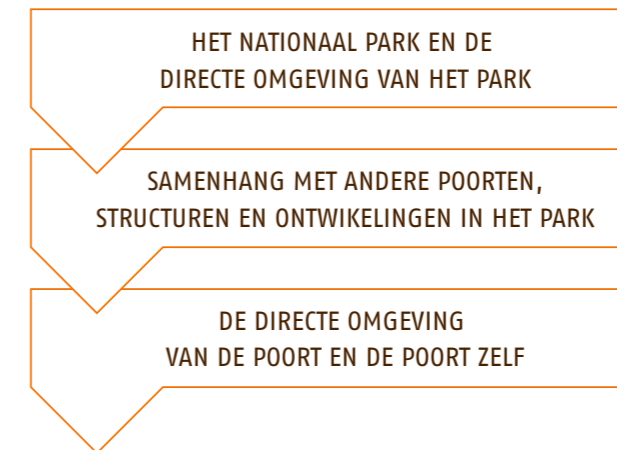 HET NATIONAAL PARK EN DE
DIRECTE OMGEVING VAN HET PARK
SAMENHANG MET ANDERE POORTEN,
STRUCTUREN EN ONTWIKELINGEN IN HET PARK
DE DIRECTE OMGEVING
VAN DE POORT EN DE POORT ZELF